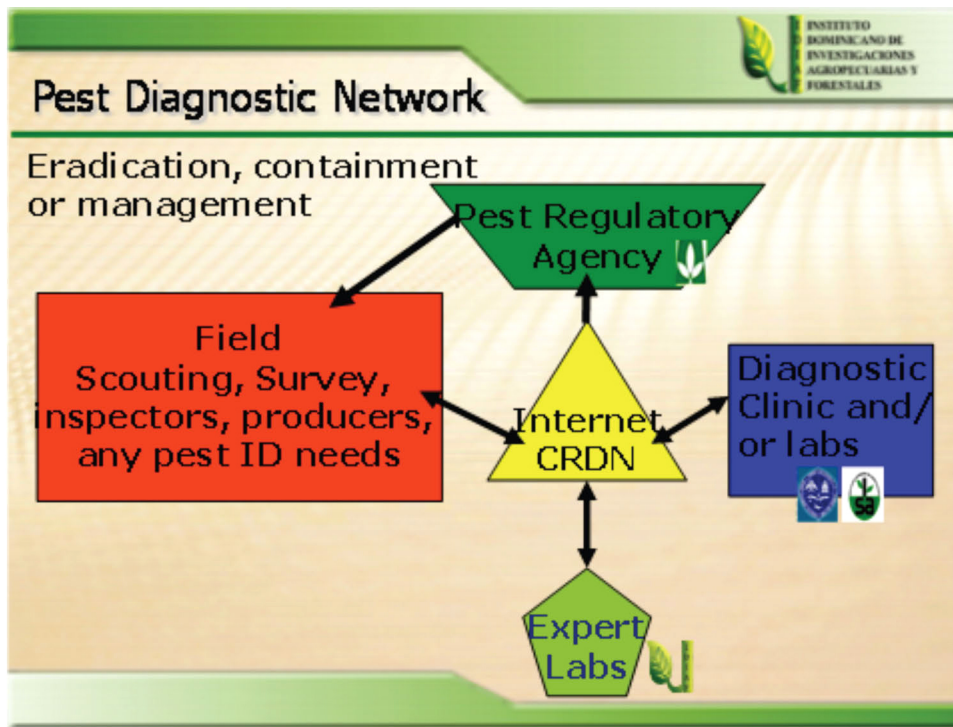 INSTITUTO
DOMINICANO DE
INVESTIGACIONES
AGROPECUARIAS Y
FORESTALES
Pest Diagnostic Network
Eradication, containment
or management
Pest Regulatory
Agency
Field
Scouting, Survey,
inspectors, producers,
any pest ID needs
Internet
CRDN
Diagnostic
Clinic and/
or labs
sa
Expert
Labs